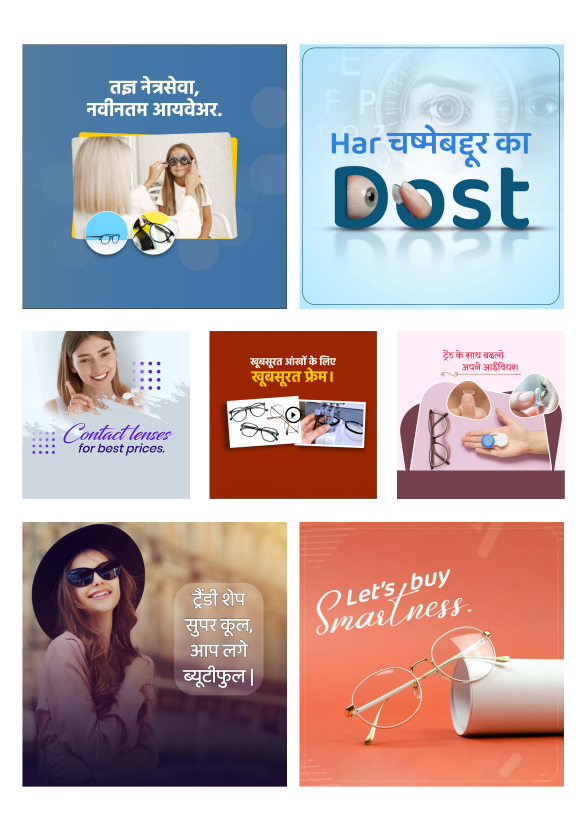 तज्ञ नेत्रसेवा,
नवीनतम आयवेअर.
E
F P
Har चष्मेबद्दूर का
Dost
Contact lenses
for best prices.
खूबसूरत आंखों के लिए
खूबसूरत फ्रेम।
ट्रेंड के साथ बदलो
अपने आईवियर।
ट्रैंडी शेप
सुपर कूल,
आप लगे
ब्यूटीफुल |
Let's buy
Smartness.